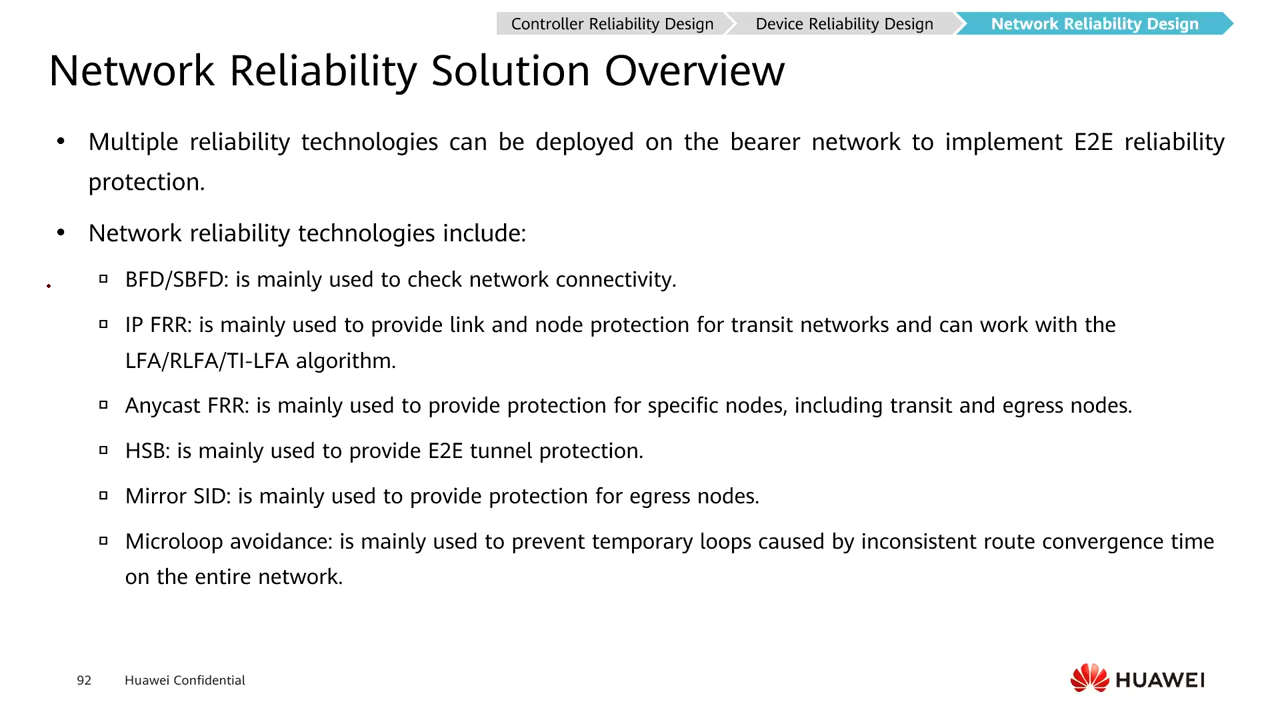 Controller Reliability Design
Device Reliability Design
Network Reliability Design
Network Reliability Solution Overview
• Multiple reliability technologies can be deployed on the bearer network to implement E2E reliability
protection.
• Network reliability technologies include:
▫ BFD/SBFD: is mainly used to check network connectivity.
▫ IP FRR: is mainly used to provide link and node protection for transit networks and can work with the
LFA/RLFA/TI-LFA algorithm.
▫ Anycast FRR: is mainly used to provide protection for specific nodes, including transit and egress nodes.
▫ HSB: is mainly used to provide E2E tunnel protection.
▫ Mirror SID: is mainly used to provide protection for egress nodes.
▫ Microloop avoidance: is mainly used to prevent temporary loops caused by inconsistent route convergence time
on the entire network.
92 Huawei Confidential
HUAWEI